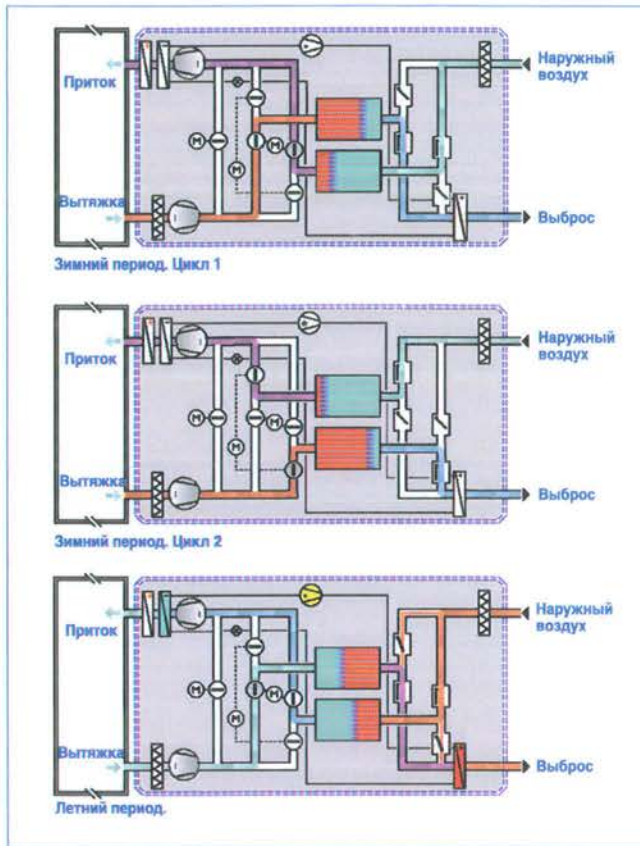 Приток
Наружный
воздух
M
M
M
Вытяжка
Выброс
Зимний период. Цикл 1
Приток
Наружный
воздух
M
M
M
Вытяжка
Выброс
Зимний период. Цикл 2
Приток
Наружный
воздух
M
M
M
Вытяжка
Выброс
Летний период.